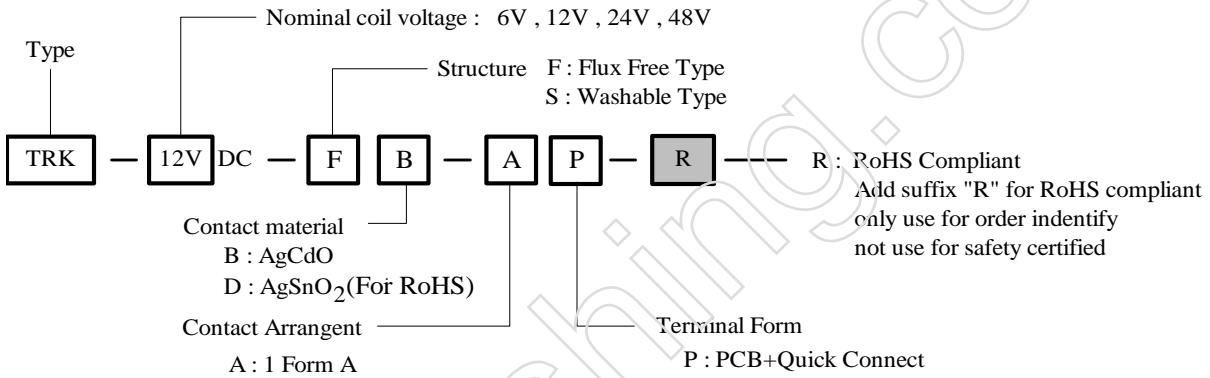 Nominal coil voltage : 6V , 12V , 24V , 48V
Type
Structure F : Flux Free Type
S : Washable Type
TRK — 12V DC — F B — A P — R — R : RoHS Compliant
Add suffix "R" for RoHS compliant
only use for order indentify
not use for safety certified
Contact material
B : AgCdO
D : AgSnO2(For RoHS)
Contact Arrangent
A : 1 Form A
Terminal Form
P : PCB+Quick Connect